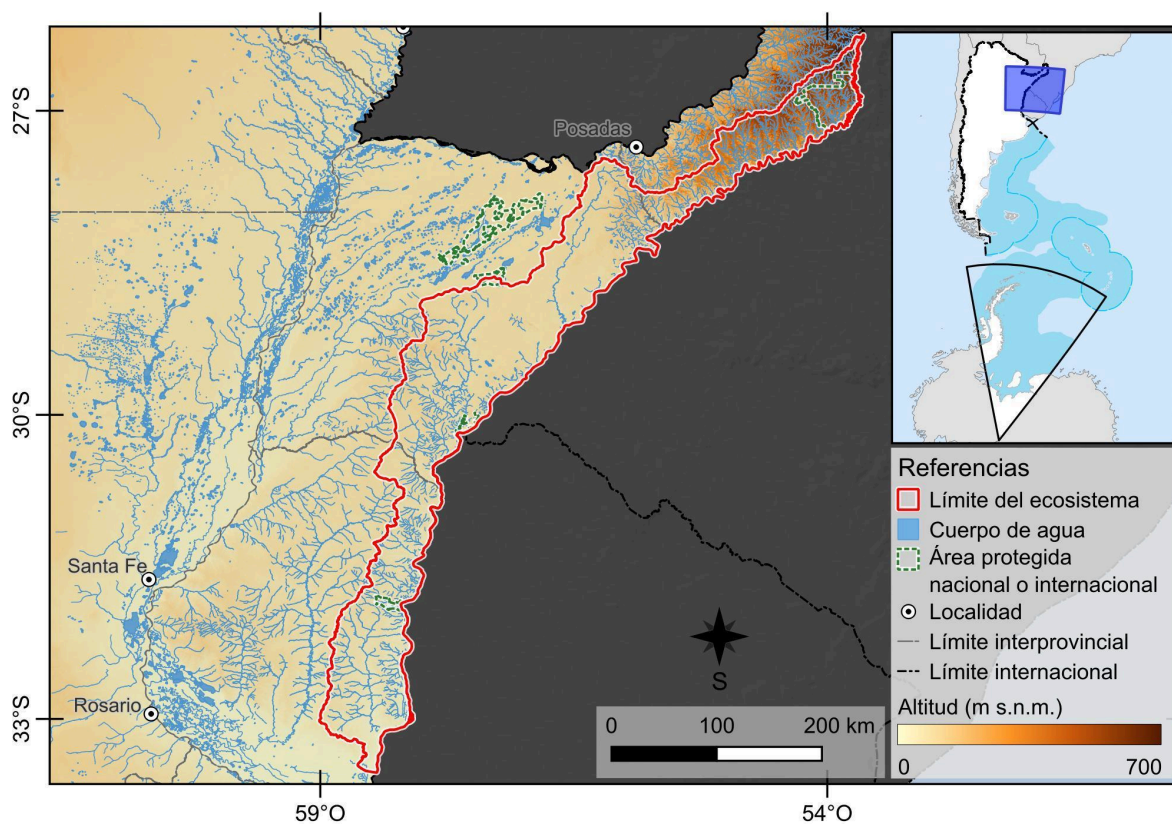 27°S
30°S
33°S
59°O
54°O
Posadas
Santa Fe
Rosario
S
0 100 200 km
Referencias
Límite del ecosistema
Cuerpo de agua
Área protegida
nacional o internacional
Localidad
Límite interprovincial
Límite internacional
Altitud (m s.n.m.)
0 700